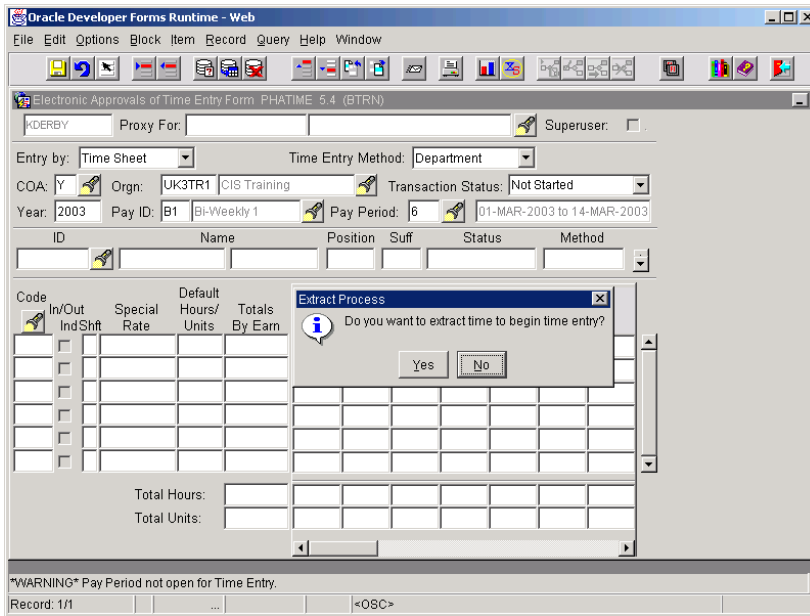 Oracle Developer Forms Runtime - Web
File Edit Options Block Item Record Query Help Window
Electronic Approvals of Time Entry Form PHATIME 5.4 (BTRN)
KDERBY Proxy For: Superuser: .
Entry by: Time Sheet Time Entry Method: Department
COA: Y Orgn: UK3TR1 CIS Training Transaction Status: Not Started
Year: 2003 Pay ID: B1 Bi-Weekly 1 Pay Period: 6 01-MAR-2003 to 14-MAR-2003
ID Name Position Suff Status Method
Code In/Out Ind Shft Special Rate Default Hours/ Units Totals By Earn
Extract Process
Do you want to extract time to begin time entry?
Yes No
Total Hours:
Total Units:
*WARNING* Pay Period not open for Time Entry.
Record: 1/1 ... <OSC>